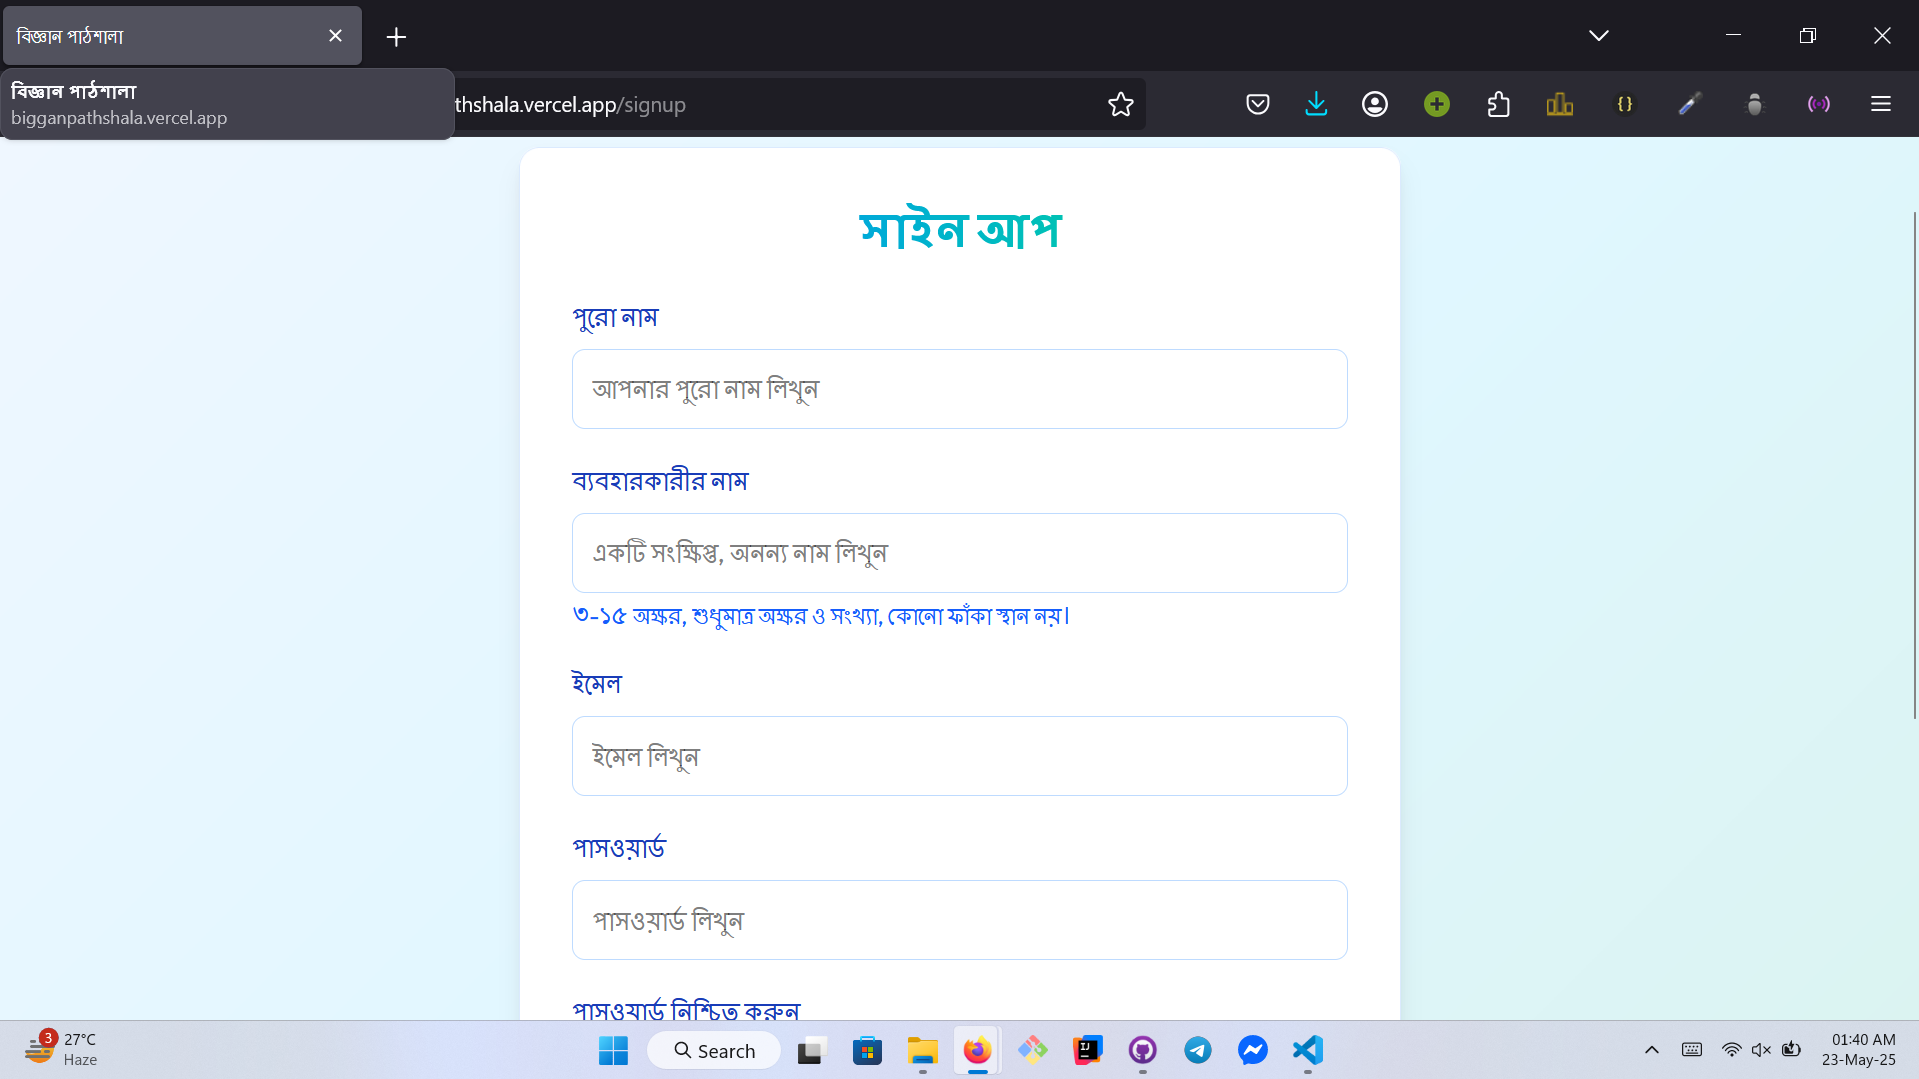 বিজ্ঞান পাঠশালা
বিজ্ঞান পাঠশালা
bigganpathshala.vercel.app
thshala.vercel.app/signup
সাইন আপ
পুরো নাম
আপনার পুরো নাম লিখুন
ব্যবহারকারীর নাম
একটি সংক্ষিপ্ত, অনন্য নাম লিখুন
৩-১৫ অক্ষর, শুধুমাত্র অক্ষর ও সংখ্যা, কোনো ফাঁকা স্থান নয়।
ইমেল
ইমেল লিখুন
পাসওয়ার্ড
পাসওয়ার্ড লিখুন
পাসওয়ার্ড নিশ্চিত করুন
3
27°C
Haze
Search
01:40 AM
23-May-25